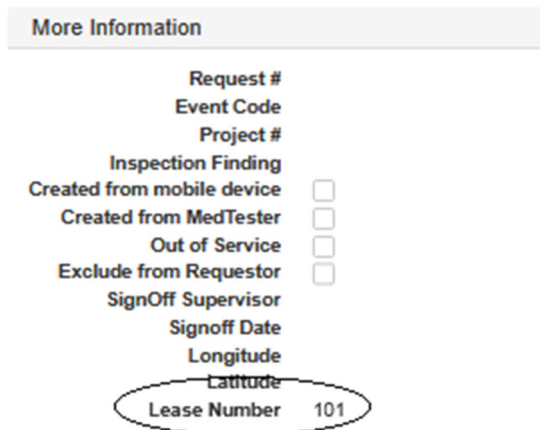 More Information
Request #
Event Code
Project #
Inspection Finding
Created from mobile device
Created from MedTester
Out of Service
Exclude from Requestor
SignOff Supervisor
Signoff Date
Longitude
Latitude
Lease Number 101